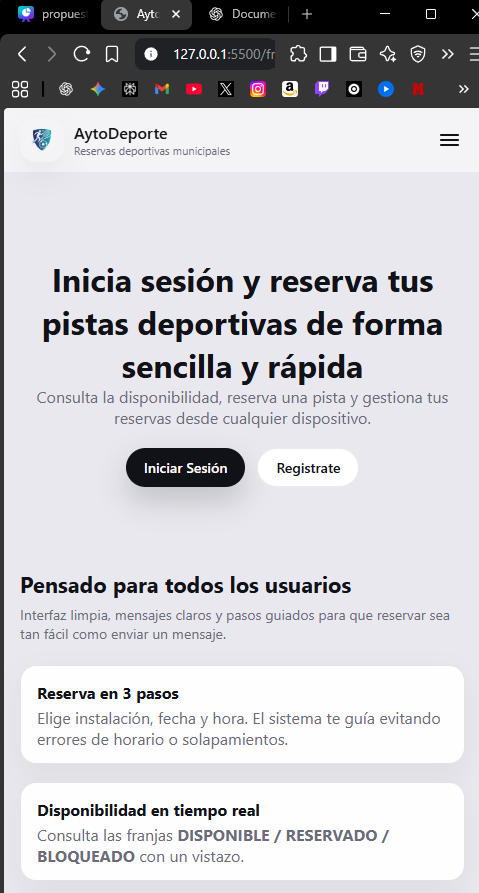 propues
Ayto
Docume
127.0.0.1:5500/fr
AytoDeporte
Reservas deportivas municipales
Inicia sesión y reserva tus
pistas deportivas de forma
sencilla y rápida
Consulta la disponibilidad, reserva una pista y gestiona tus
reservas desde cualquier dispositivo.
Iniciar Sesión
Registrate
Pensado para todos los usuarios
Interfaz limpia, mensajes claros y pasos guiados para que reservar sea
tan fácil como enviar un mensaje.
Reserva en 3 pasos
Elige instalación, fecha y hora. El sistema te guía evitando
errores de horario o solapamientos.
Disponibilidad en tiempo real
Consulta las franjas DISPONIBLE / RESERVADO /
BLOQUEADO con un vistazo.